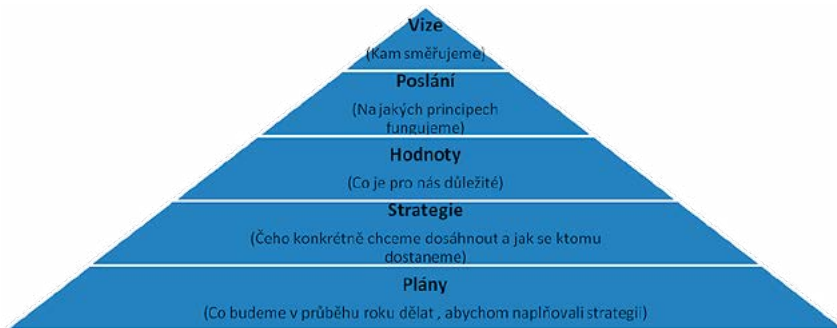 Vize
(Kam směřujeme)
Poslání
(Na jakých principech
fungujeme)
Hodnoty
(Co je pro nás důležité)
Strategie
(Čeho konkrétně chceme dosáhnout a jak se ktomu
dostaneme)
Plány
(Co budeme v průběhu roku dělat , abychom naplňovali strategii)